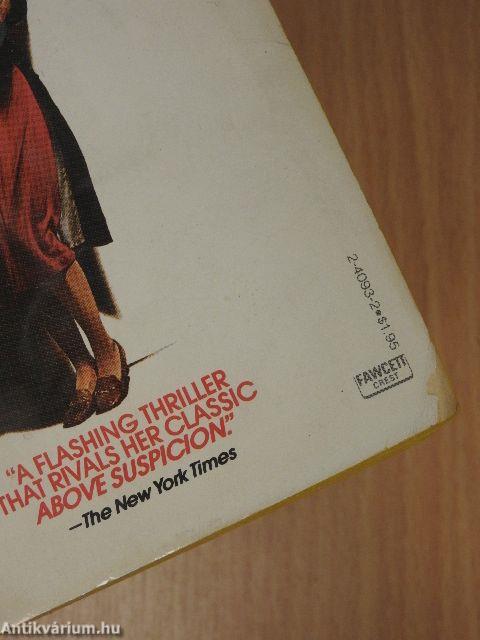 2-4093-2●$1.95
FAWCETT
CREST
"A FLASHING THRILLER
THAT RIVALS HER CLASSIC
ABOVE SUSPICION."
—The New York Times
Antikvárium.hu